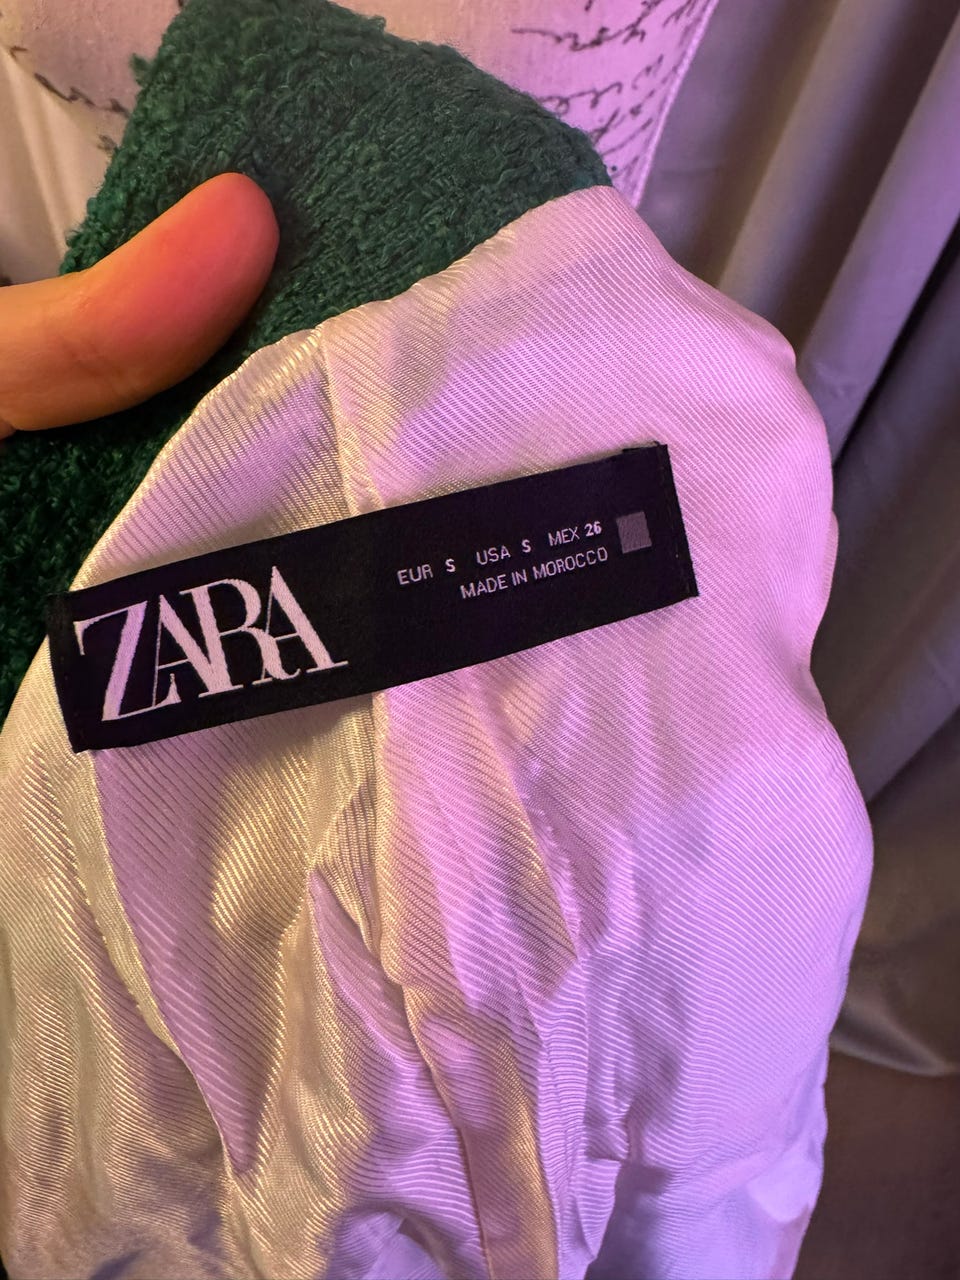 ZARA
EUR S USA S MEX 26
MADE IN MOROCCO